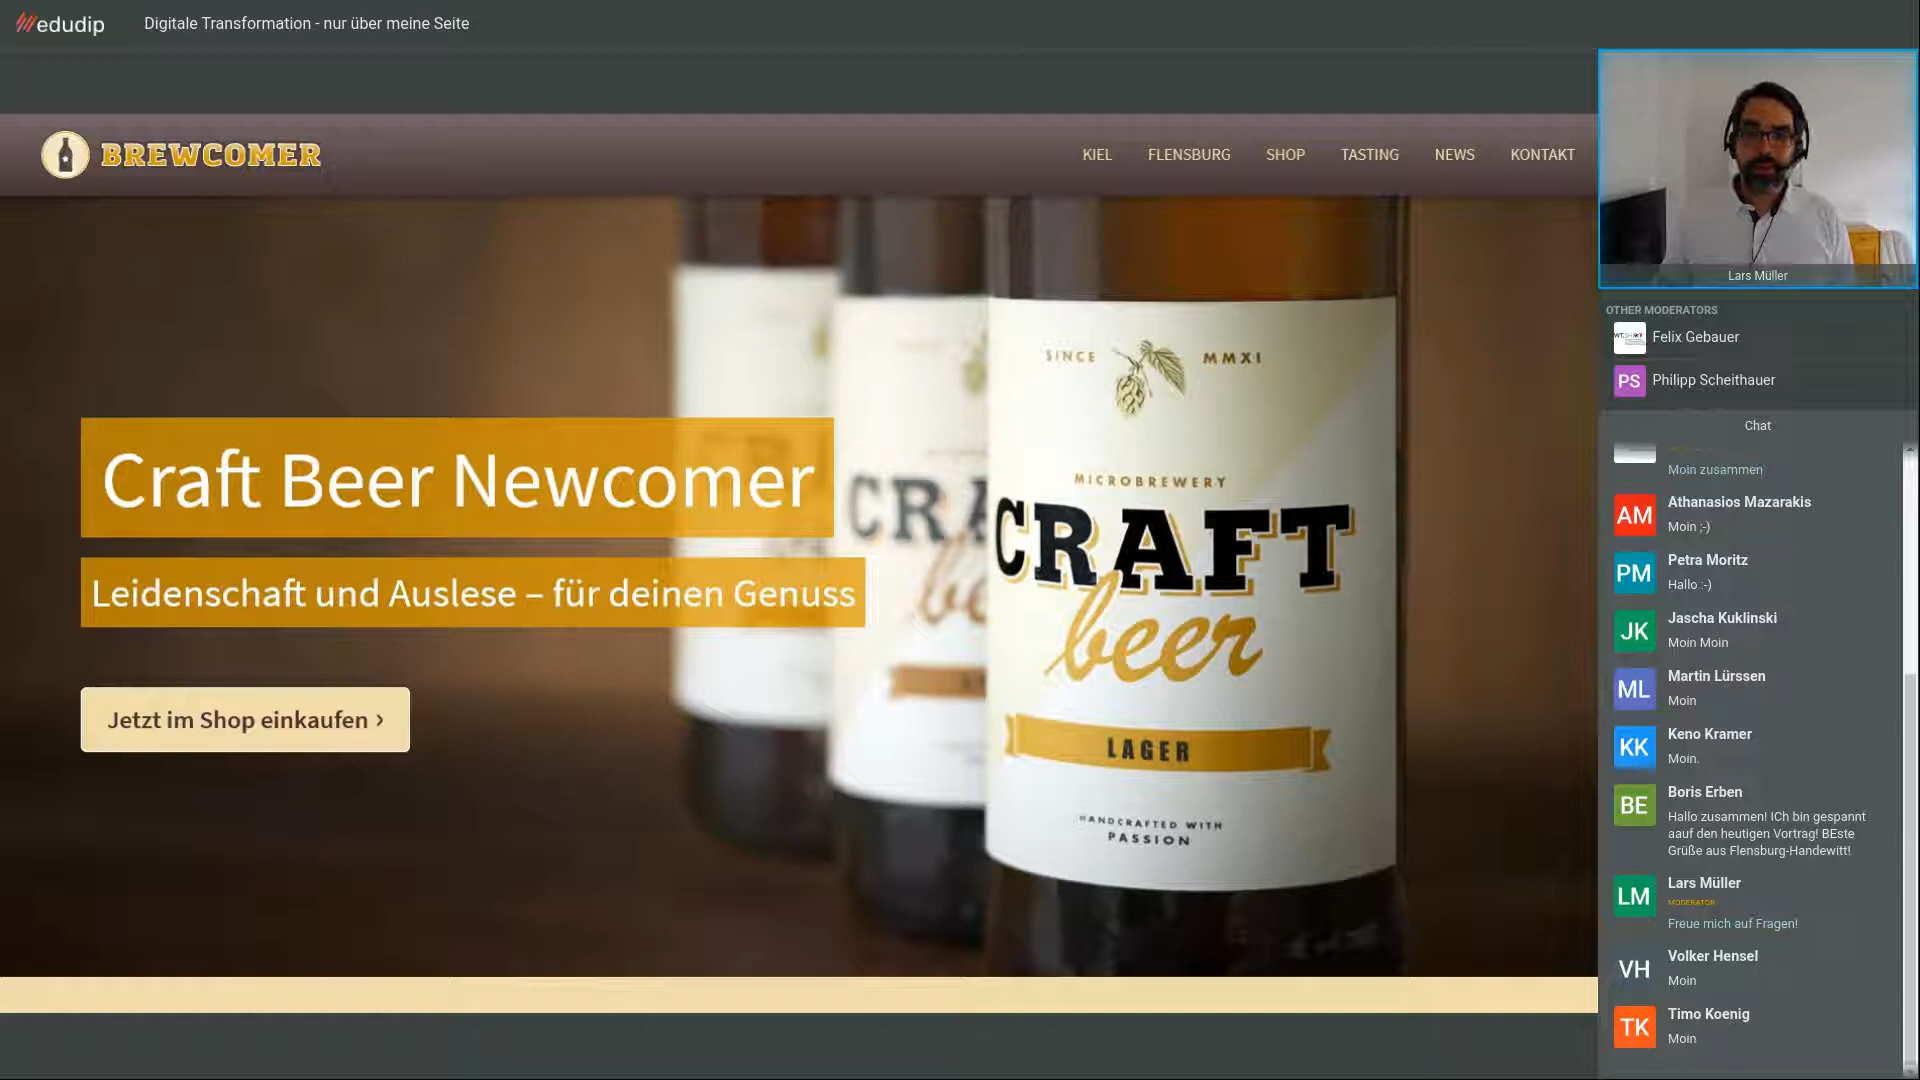 edudip
Digitale Transformation - nur über meine Seite
BREWCOMER
KIEL FLENSBURG SHOP TASTING NEWS KONTAKT
Craft Beer Newcomer
Leidenschaft und Auslese – für deinen Genuss
Jetzt im Shop einkaufen ›
SINCE MMXI
MICROBREWERY
CRAFT
beer
LAGER
HANDCRAFTED WITH
PASSION
CRA
be
Lars Müller
OTHER MODERATORS
Felix Gebauer
PS Philipp Scheithauer
Chat
Moin zusammen
AM Athanasios Mazarakis
Moin ;-)
PM Petra Moritz
Hallo :-)
JK Jascha Kuklinski
Moin Moin
ML Martin Lürssen
Moin
KK Keno Kramer
Moin.
BE Boris Erben
Hallo zusammen! ICh bin gespannt
aauf den heutigen Vortrag! BEste
Grüße aus Flensburg-Handewitt!
LM Lars Müller
MODERATOR
Freue mich auf Fragen!
VH Volker Hensel
Moin
TK Timo Koenig
Moin